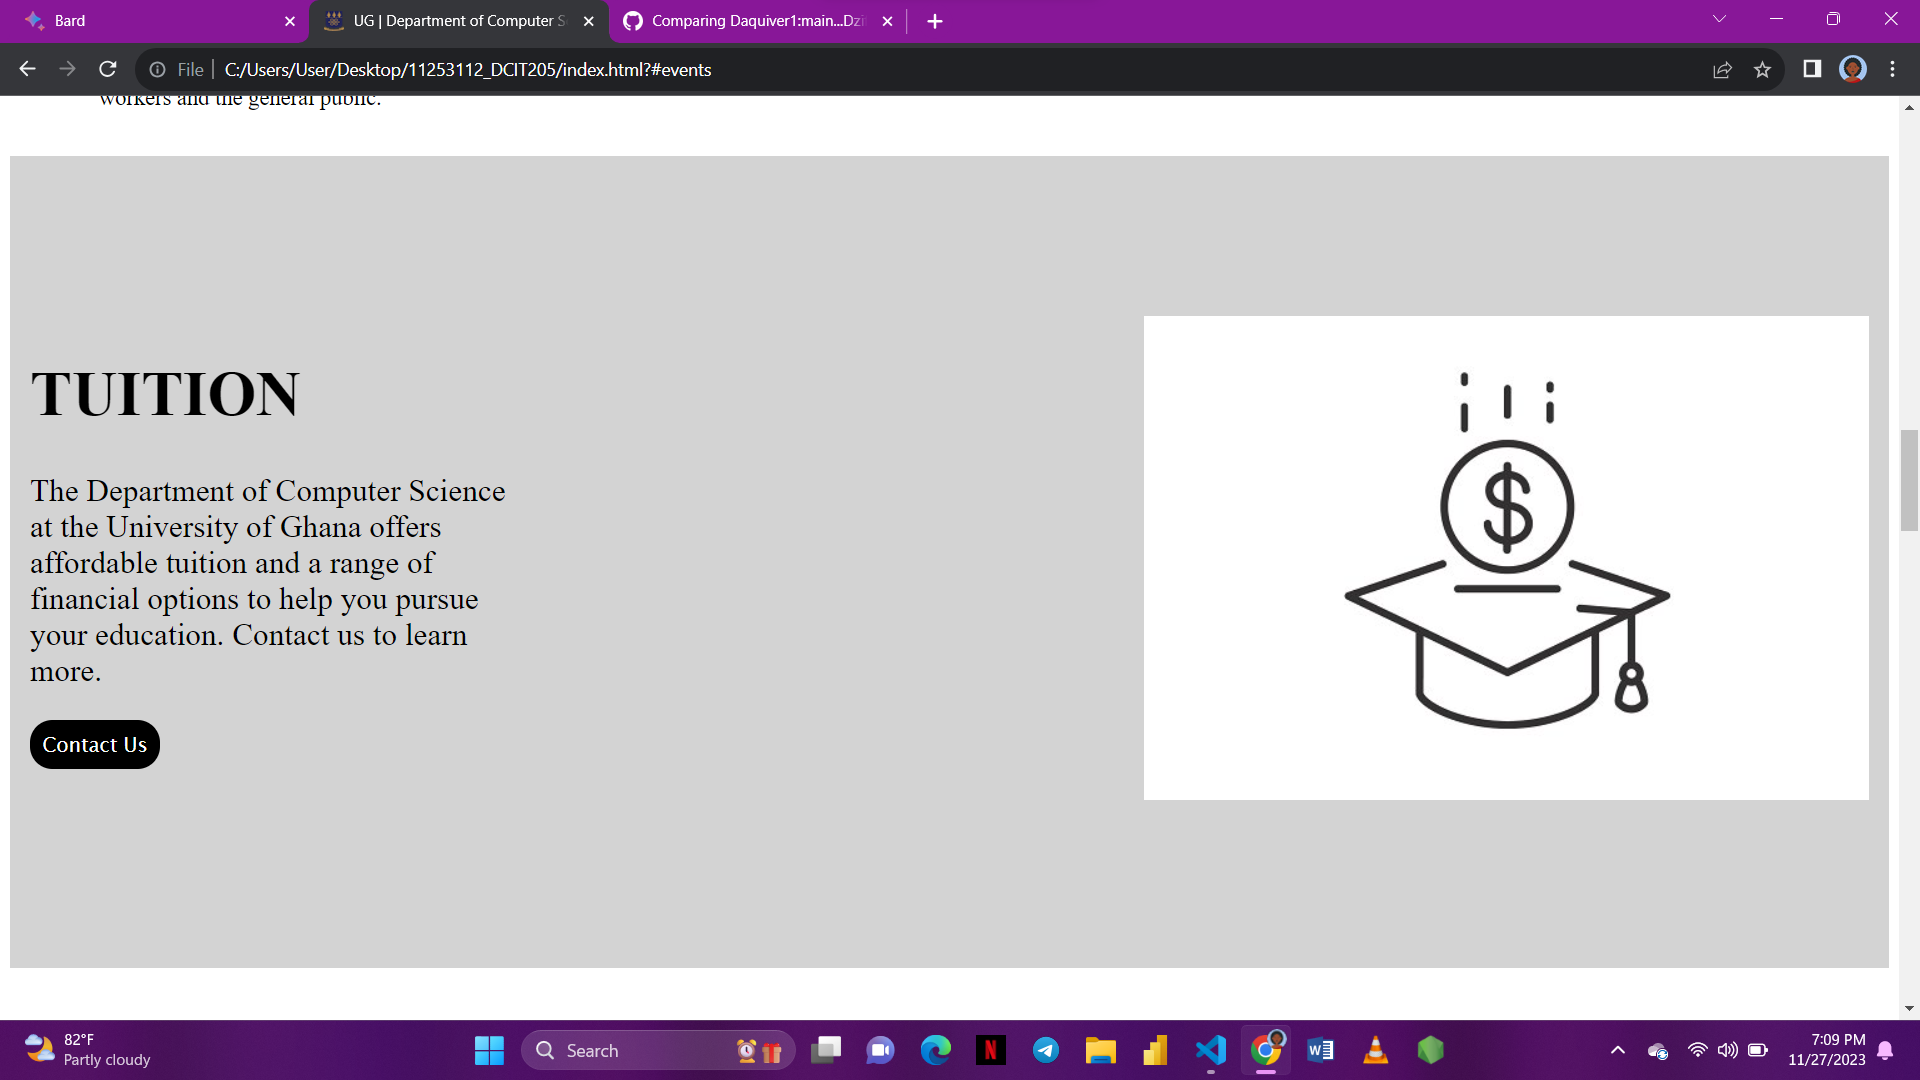 Bard
UG | Department of Computer S
Comparing Daquiver1:main...Dzi
File
C:/Users/User/Desktop/11253112_DCIT205/index.html?#events
workers and the general public.
TUITION
The Department of Computer Science
at the University of Ghana offers
affordable tuition and a range of
financial options to help you pursue
your education. Contact us to learn
more.
Contact Us
$
82°F
Partly cloudy
Search
N
W
7:09 PM
11/27/2023